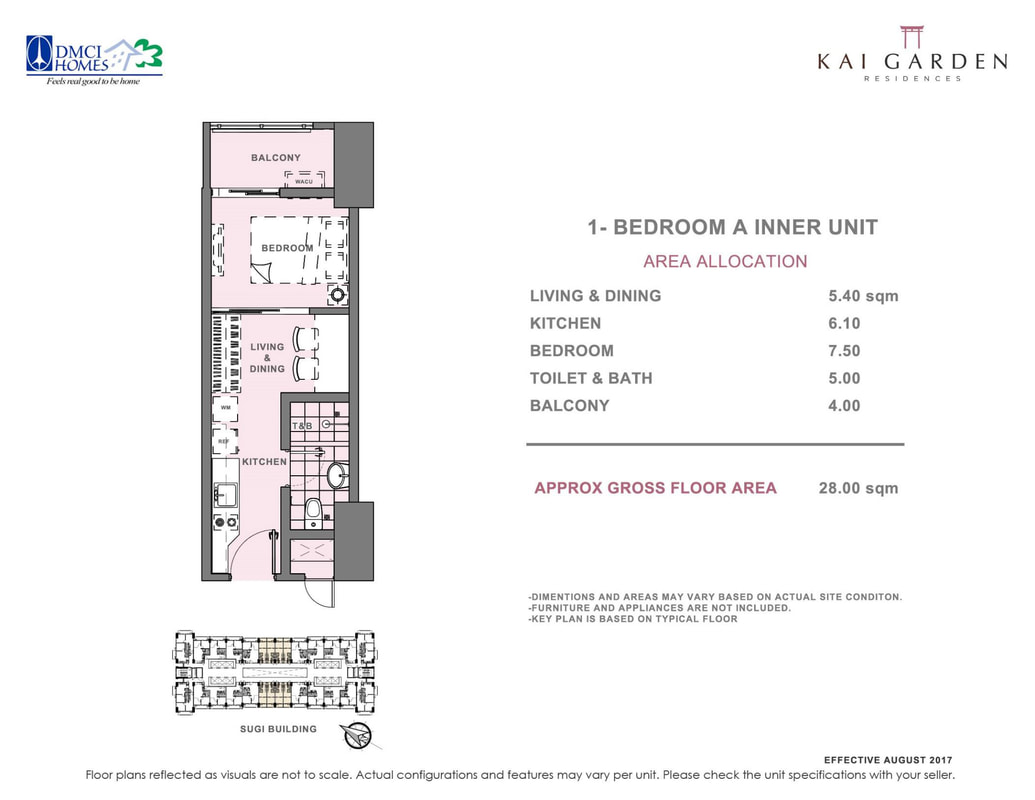 DMCI
HOMES
Feels real good to be home
KAI GARDEN
RESIDENCES
BALCONY
WACU
BEDROOM
LIVING
&
DINING
WM
T&B
REF
KITCHEN
SUGI BUILDING
1- BEDROOM A INNER UNIT
AREA ALLOCATION
LIVING & DINING 5.40 sqm
KITCHEN 6.10
BEDROOM 7.50
TOILET & BATH 5.00
BALCONY 4.00
APPROX GROSS FLOOR AREA 28.00 sqm
-DIMENTIONS AND AREAS MAY VARY BASED ON ACTUAL SITE CONDITON.
-FURNITURE AND APPLIANCES ARE NOT INCLUDED.
-KEY PLAN IS BASED ON TYPICAL FLOOR
EFFECTIVE AUGUST 2017
Floor plans reflected as visuals are not to scale. Actual configurations and features may vary per unit. Please check the unit specifications with your seller.